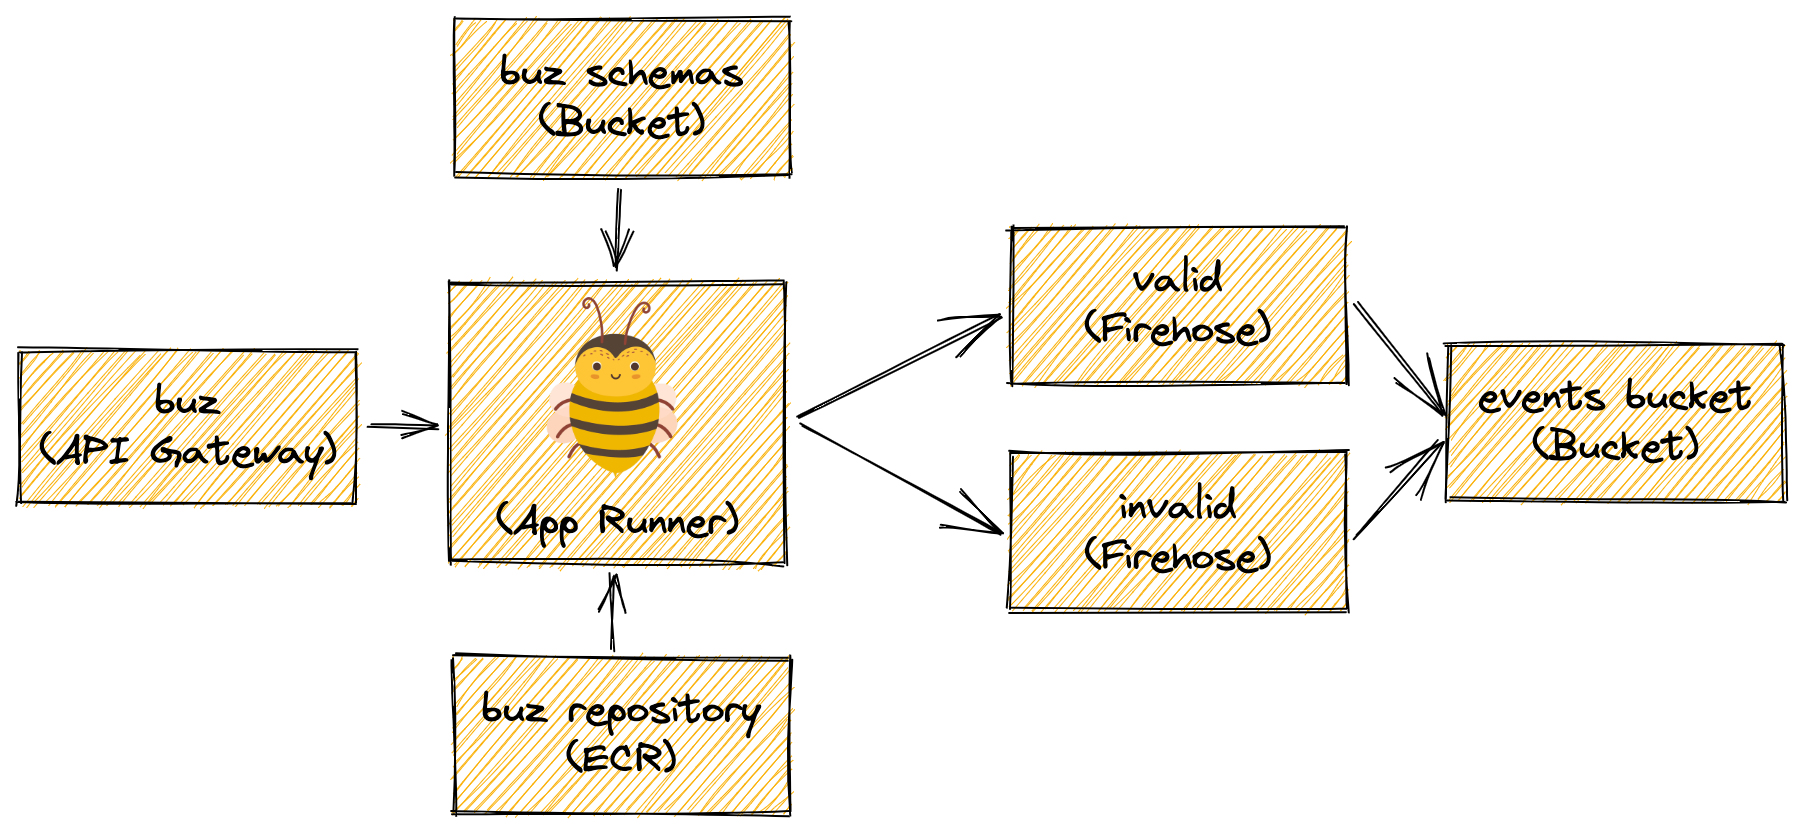 buz schemas
(Bucket)
buz
(API Gateway)
(App Runner)
buz repository
(ECR)
valid
(Firehose)
invalid
(Firehose)
events bucket
(Bucket)